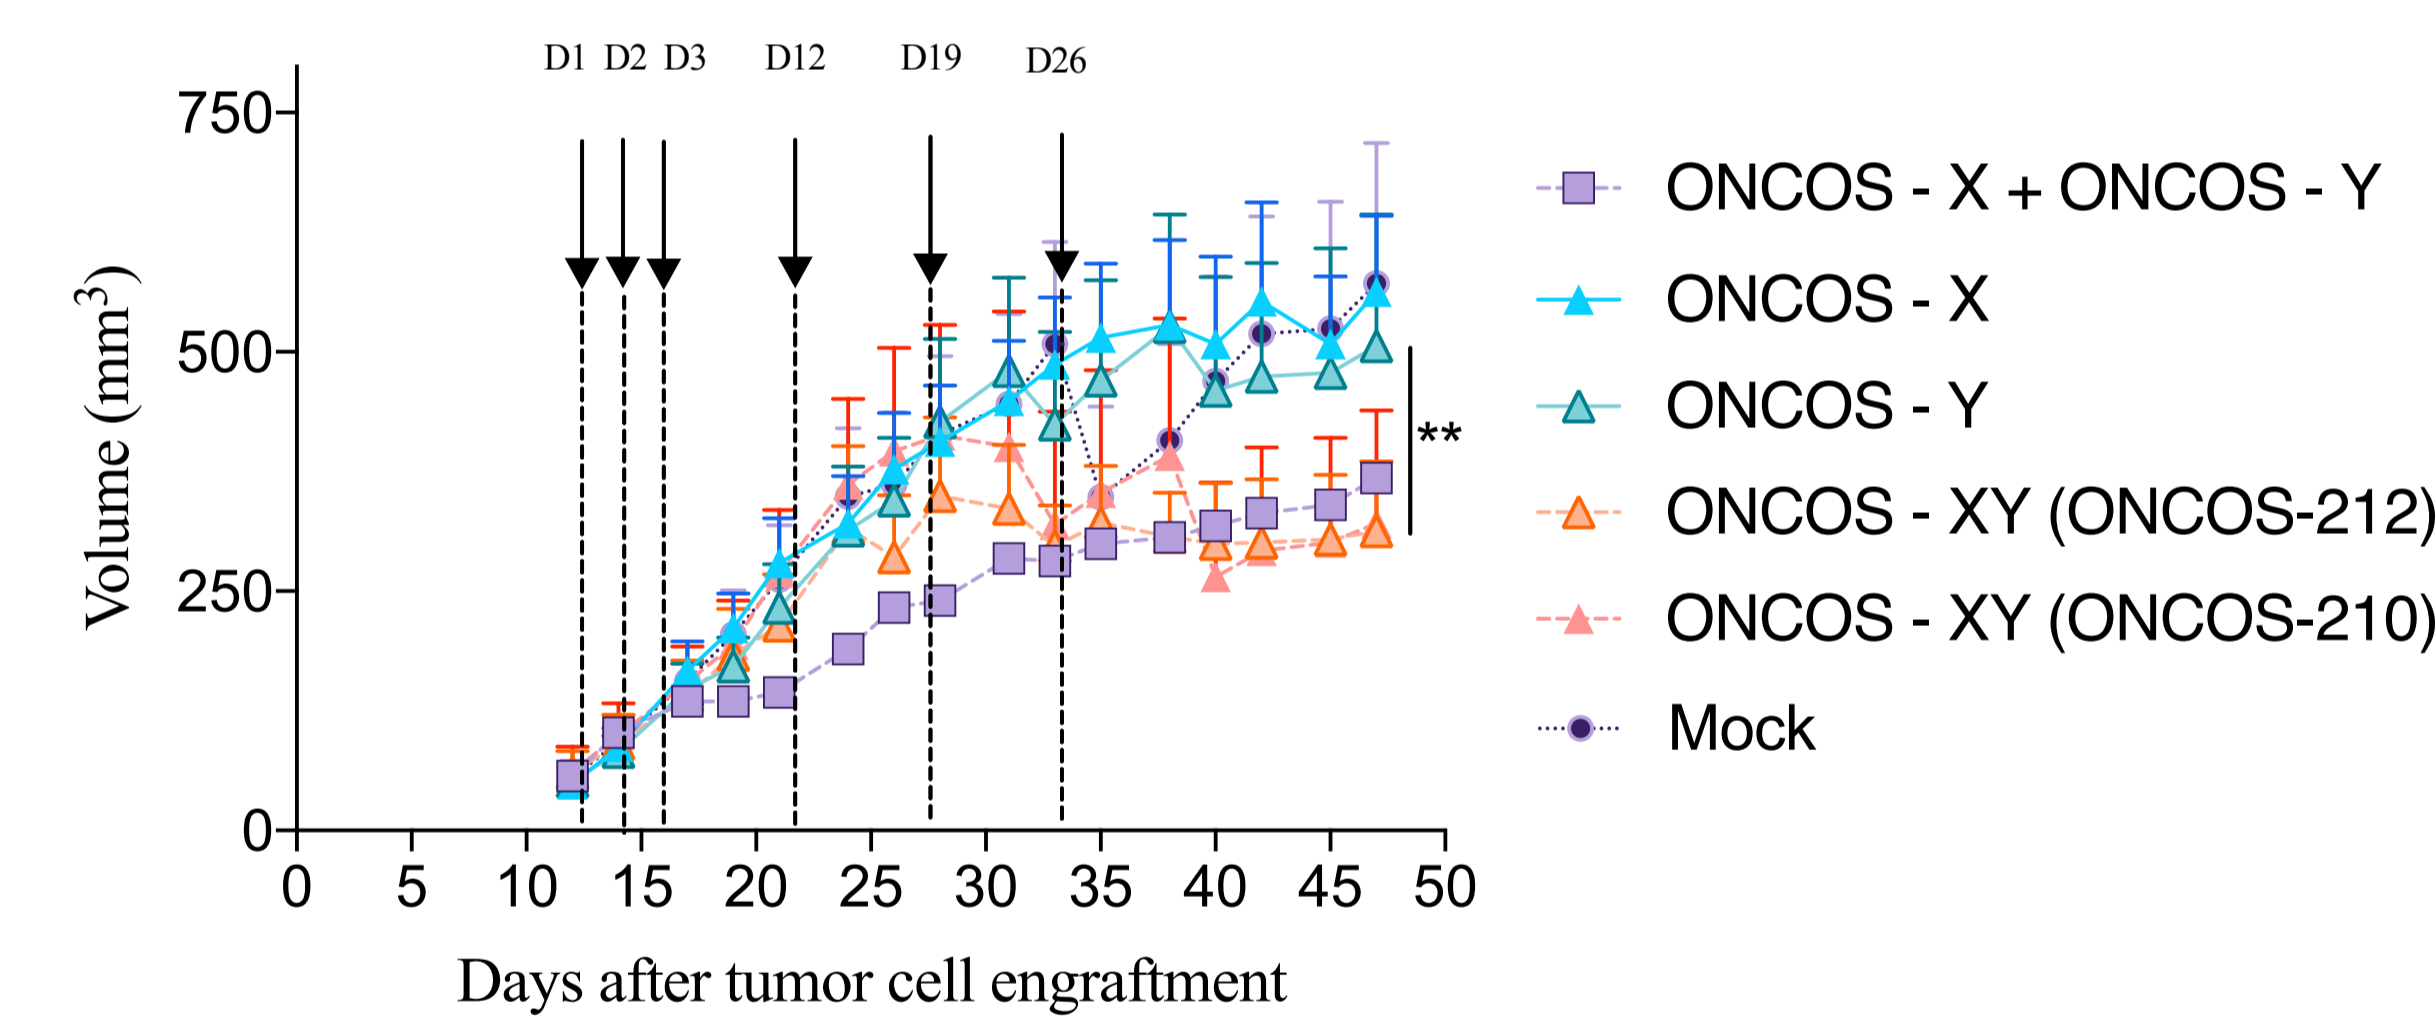 D1 D2 D3 D12 D19 D26
750
500
250
0
Volume (mm³)
0 5 10 15 20 25 30 35 40 45 50
Days after tumor cell engraftment
**
ONCOS - X + ONCOS - Y
ONCOS - X
ONCOS - Y
ONCOS - XY (ONCOS-212)
ONCOS - XY (ONCOS-210)
Mock